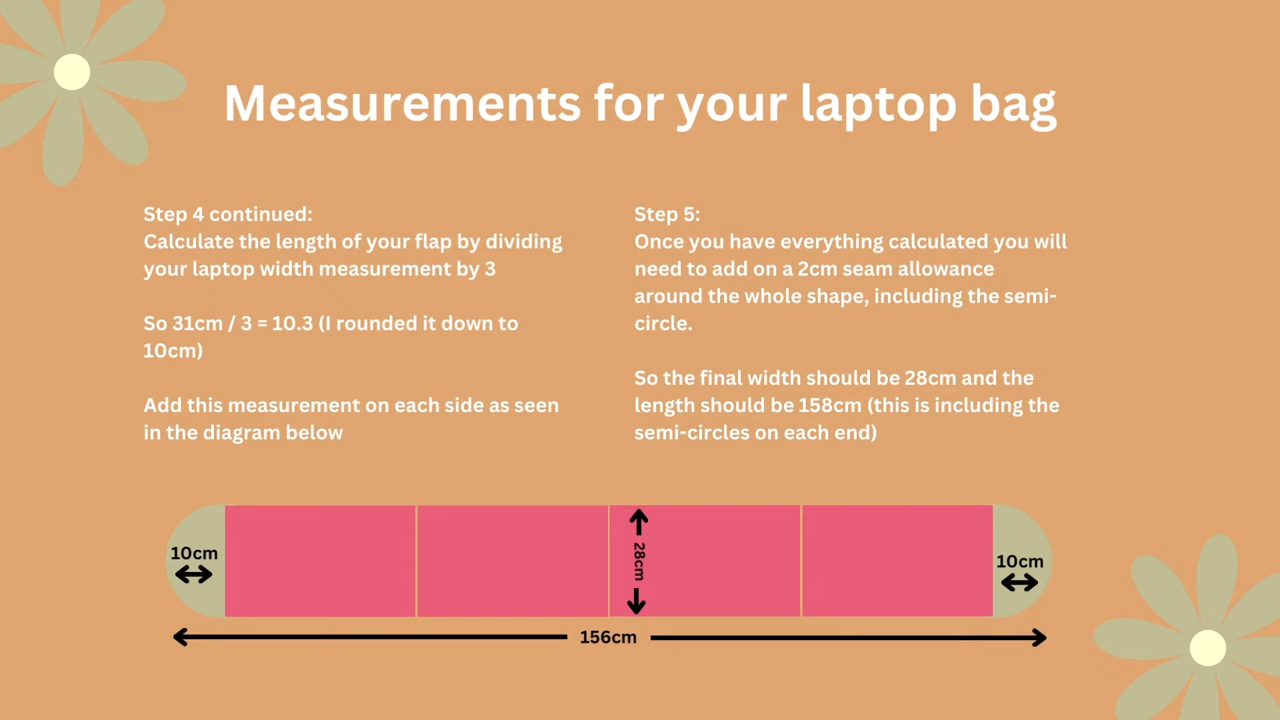 Measurements for your laptop bag
Step 4 continued:
Calculate the length of your flap by dividing
your laptop width measurement by 3
So 31cm / 3 = 10.3 (I rounded it down to
10cm)
Add this measurement on each side as seen
in the diagram below
Step 5:
Once you have everything calculated you will
need to add on a 2cm seam allowance
around the whole shape, including the semi-
circle.
So the final width should be 28cm and the
length should be 158cm (this is including the
semi-circles on each end)
10cm
28cm
10cm
156cm